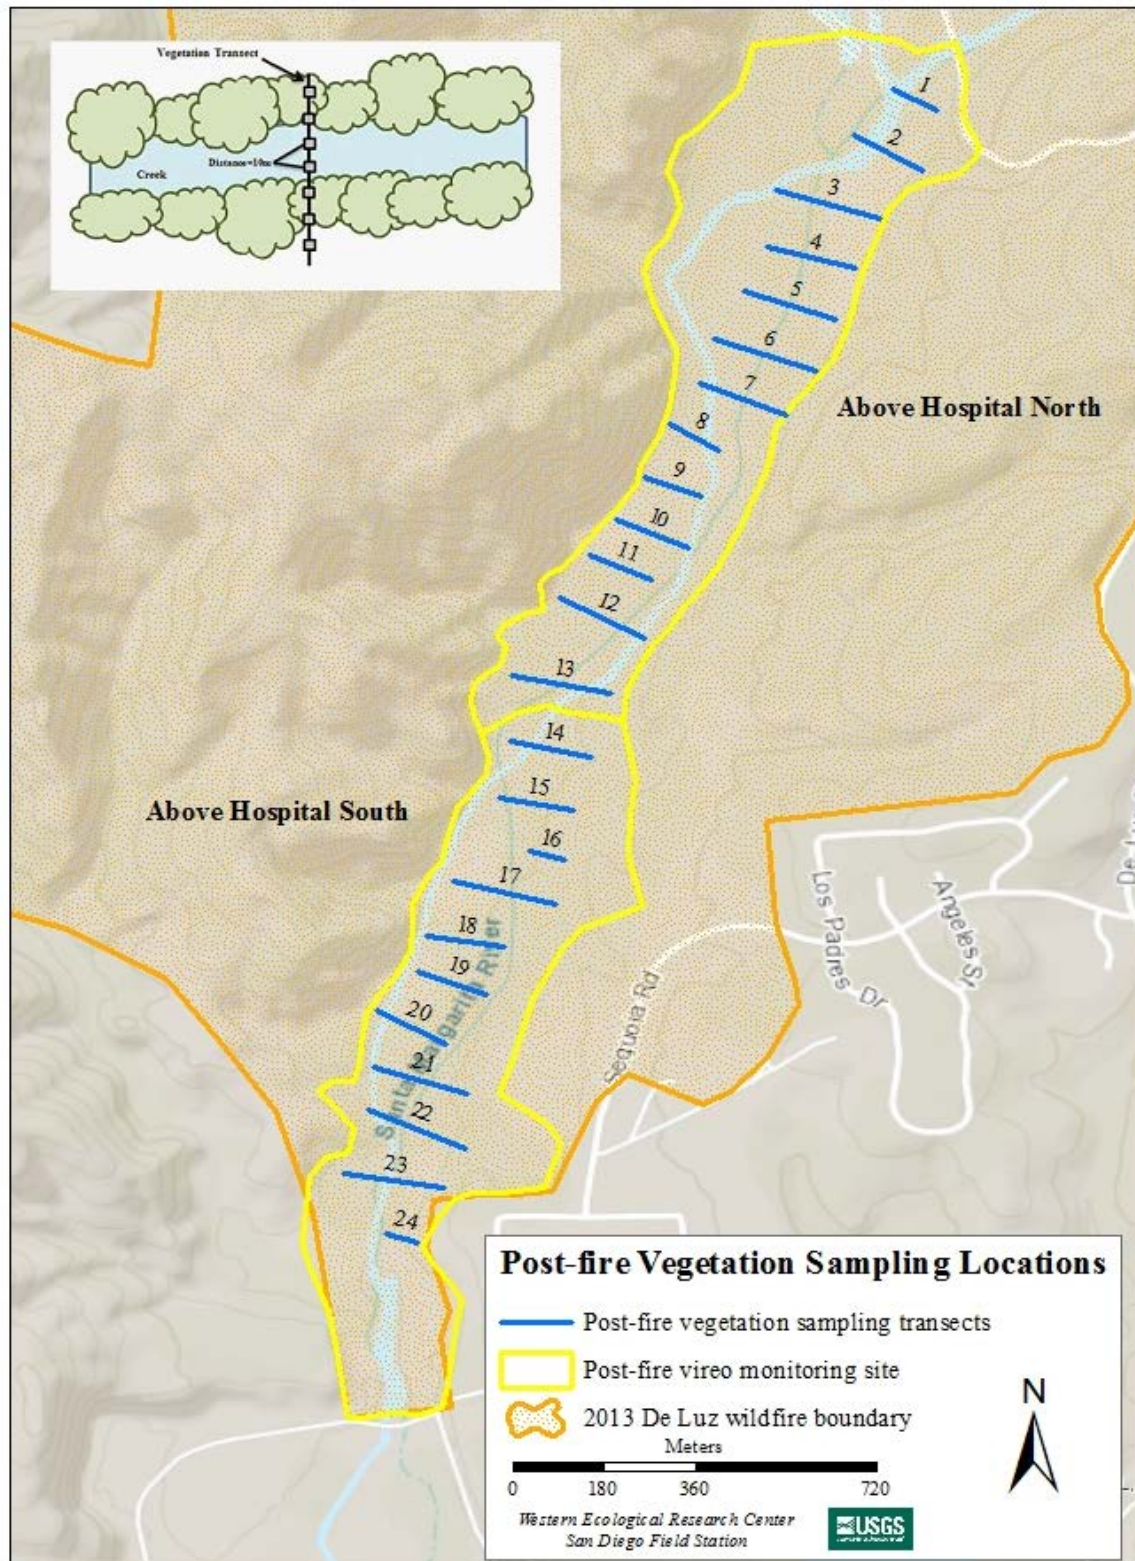 Vegetation Transect
Distance=10m
Creek
1
2
3
4
5
6
7
Above Hospital North
8
9
10
11
12
13
14
15
Above Hospital South
16
17
18
19
20
21
22
23
24
Santa Margarita River
Sequoia Rd
Los Padres Dr
Angeles St
De Luz
Post-fire Vegetation Sampling Locations
Post-fire vegetation sampling transects
Post-fire vireo monitoring site
2013 De Luz wildfire boundary
Meters
0 180 360 720
N
Western Ecological Research Center
San Diego Field Station
USGS